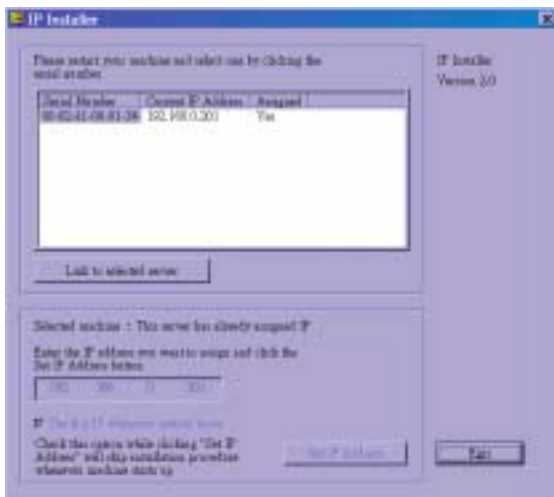 IP Installer
Please restart your machine and select one by clicking the
serial number
IP Installer
Version 2.0
Serial Number Current IP Address Assigned
192.168.0.201 Yes
Link to selected server
Selected machine : This server has already assigned IP
Enter the IP address you want to assign and click the
Set IP Address button
Check this option while clicking "Set IP
Address" will skip installation procedure
whenever machine starts up
Set IP Address